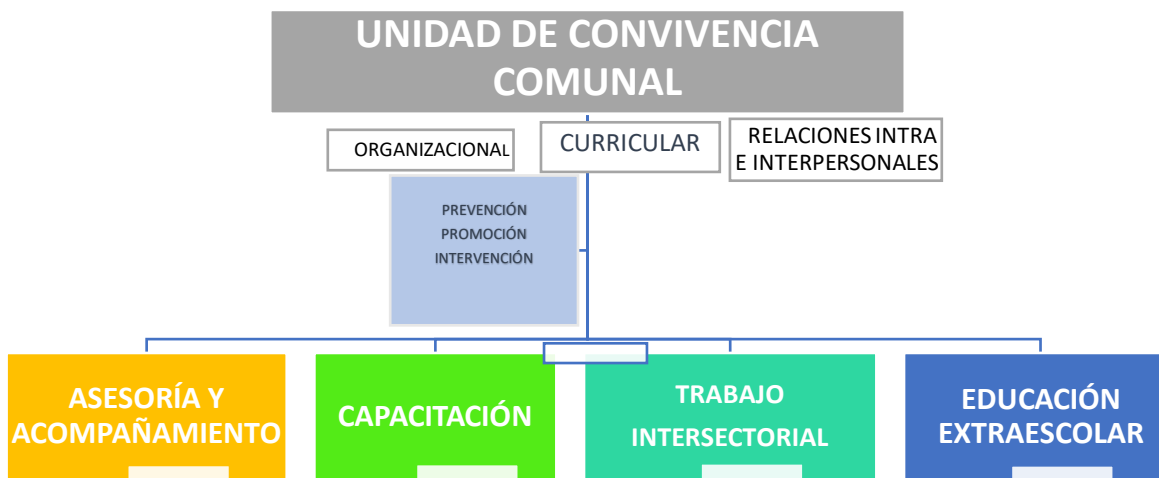 UNIDAD DE CONVIVENCIA
COMUNAL
ORGANIZACIONAL
CURRICULAR
RELACIONES INTRA
E INTERPERSONALES
PREVENCIÓN
PROMOCIÓN
INTERVENCIÓN
ASESORÍA Y
ACOMPAÑAMIENTO
CAPACITACIÓN
TRABAJO
INTERSECTORIAL
EDUCACIÓN
EXTRAESCOLAR